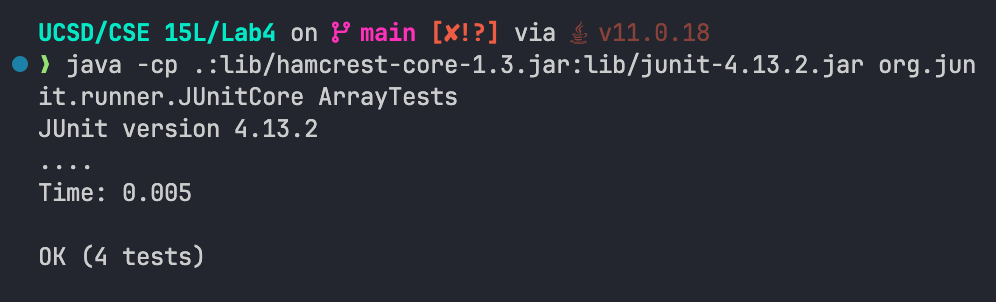 UCSD/CSE 15L/Lab4 on main [✘!?] via v11.0.18
❱ java -cp .:lib/hamcrest-core-1.3.jar:lib/junit-4.13.2.jar org.jun
it.runner.JUnitCore ArrayTests
JUnit version 4.13.2
....
Time: 0.005
OK (4 tests)